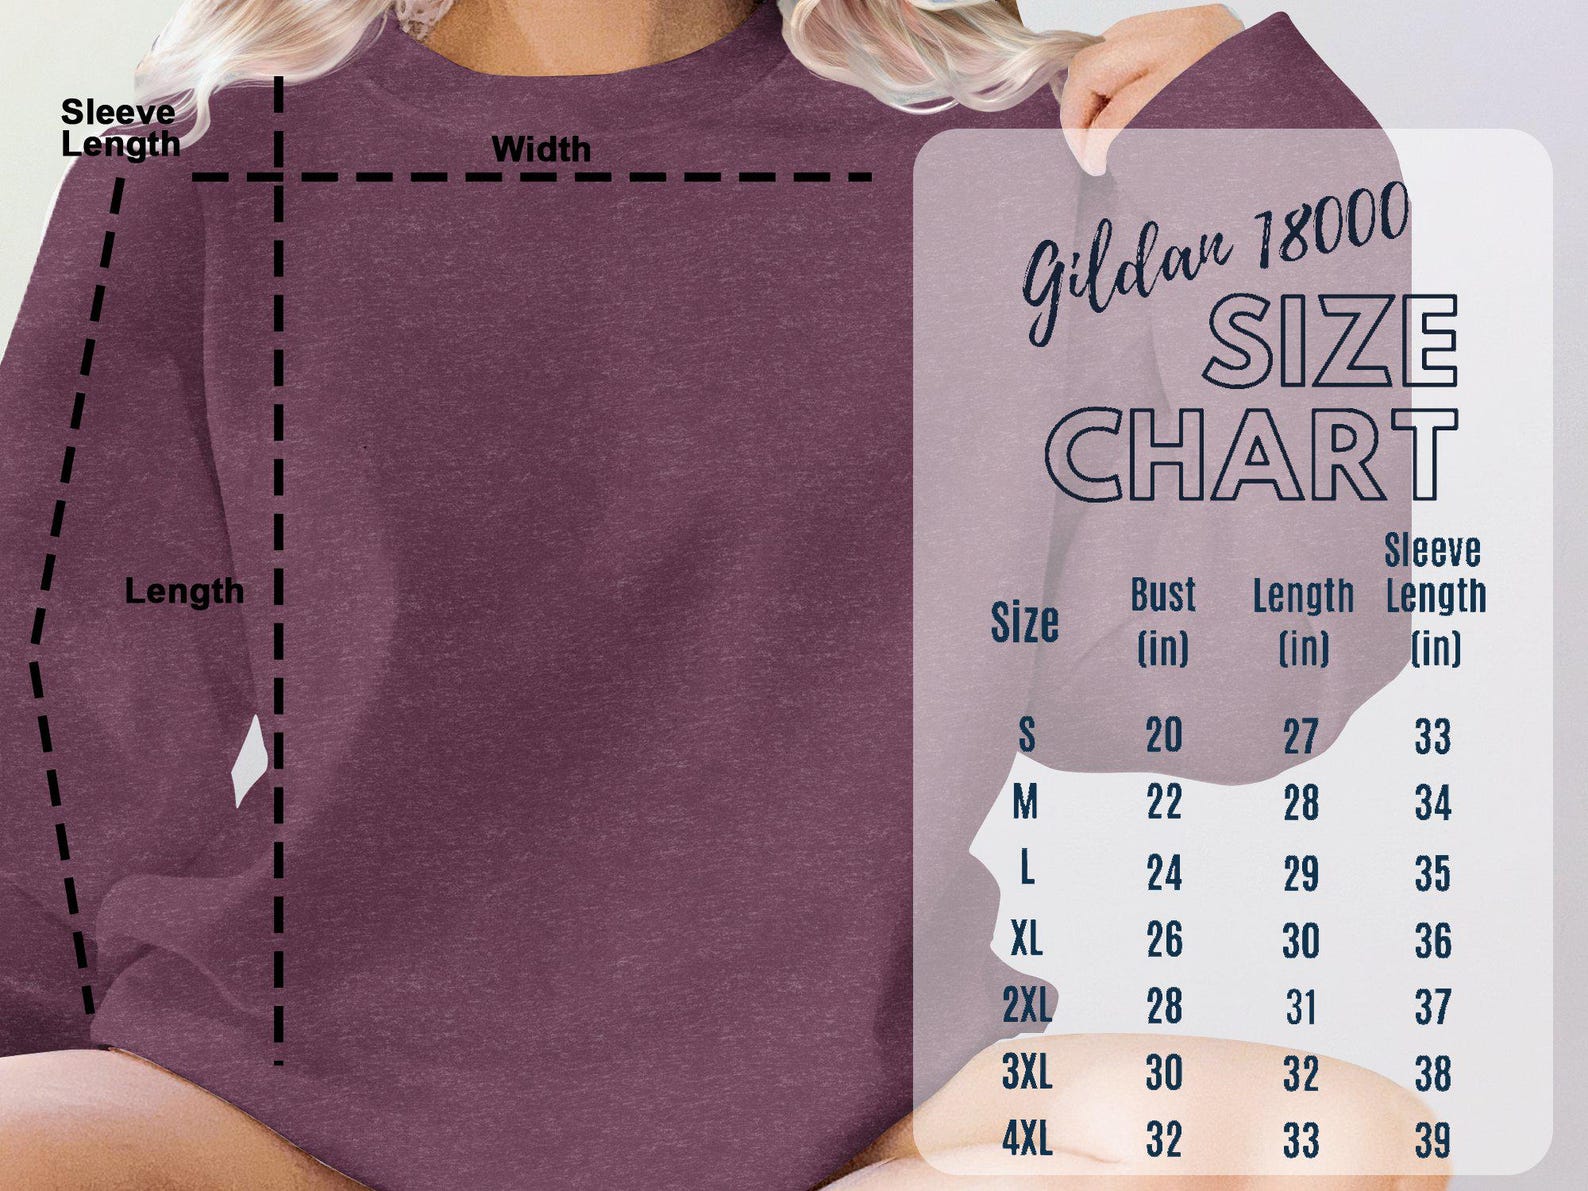 Sleeve
Length
Width
Length
Gildan 18000
SIZE
CHART
Size Bust (in) Length (in) Sleeve Length (in)
S 20 27 33
M 22 28 34
L 24 29 35
XL 26 30 36
2XL 28 31 37
3XL 30 32 38
4XL 32 33 39